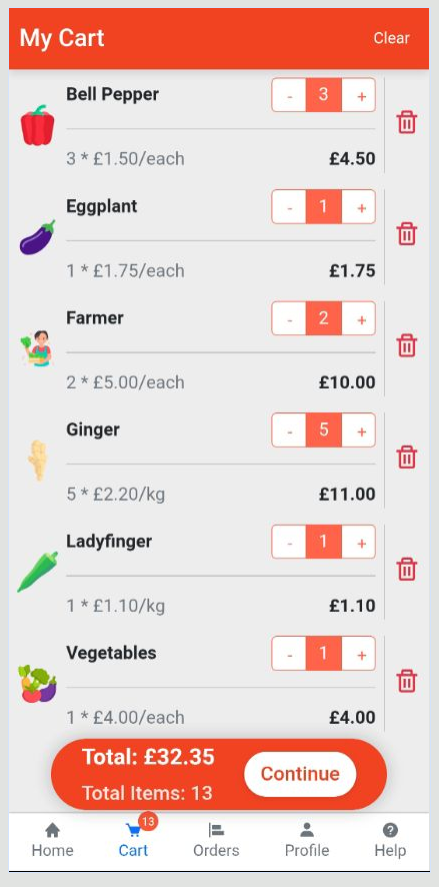 My Cart Clear
Bell Pepper - 3 +
3 * £1.50/each £4.50
Eggplant - 1 +
1 * £1.75/each £1.75
Farmer - 2 +
2 * £5.00/each £10.00
Ginger - 5 +
5 * £2.20/kg £11.00
Ladyfinger - 1 +
1 * £1.10/kg £1.10
Vegetables - 1 +
1 * £4.00/each £4.00
Total: £32.35
Total Items: 13
Continue
13
Home Cart Orders Profile Help